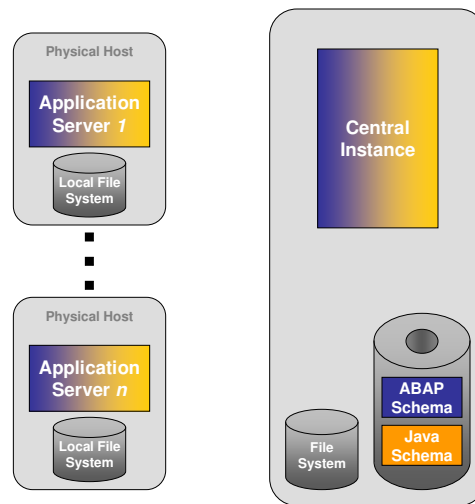 Physical Host
Application
Server 1
Local File
System
Physical Host
Application
Server n
Local File
System
Central
Instance
ABAP
Schema
Java
Schema
File
System